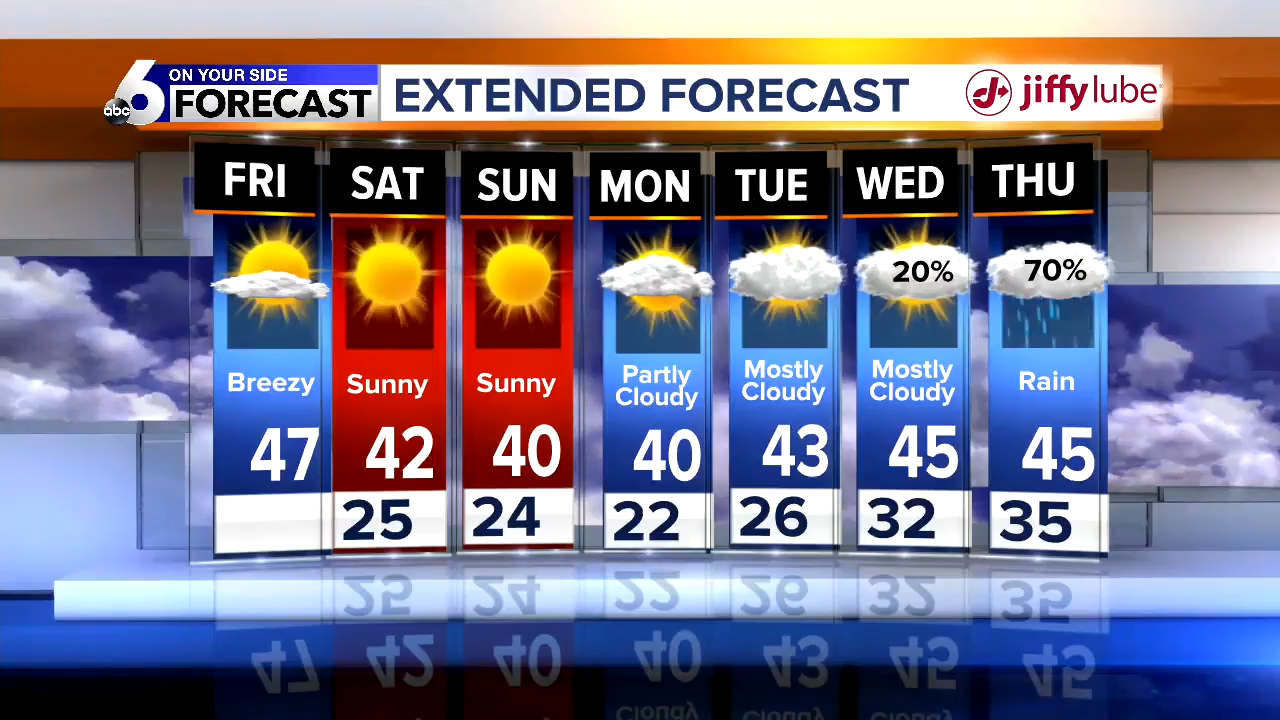 ON YOUR SIDE
abc 6 FORECAST
EXTENDED FORECAST
jiffylube
FRI SAT SUN MON TUE WED THU
20% 70%
Breezy Sunny Sunny Partly Cloudy Mostly Cloudy Mostly Cloudy Rain
47 42 40 40 43 45 45
25 24 22 26 32 35